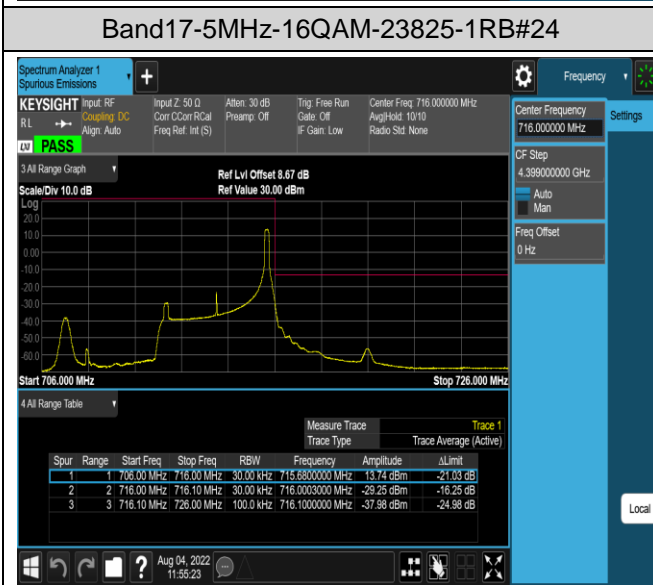 Band17-5MHz-16QAM-23825-1RB#24
Spectrum Analyzer 1
Spurious Emissions
+
Frequency
KEYSIGHT Input: RF Input Z: 50 Ω Atten: 30 dB Trig: Free Run Center Freq: 716.000000 MHz
RL Coupling: DC Corr CCorr RCal Preamp: Off Gate: Off Avg|Hold: 10/10
Align: Auto Freq Ref: Int (S) IF Gain: Low Radio Std: None
LXI PASS
Center Frequency
716.000000 MHz
Settings
CF Step
4.399000000 GHz
Auto
Man
Freq Offset
0 Hz
3 All Range Graph
Ref Lvl Offset 8.67 dB
Scale/Div 10.0 dB Ref Value 30.00 dBm
Log
20.0
10.0
0.00
-10.0
-20.0
-30.0
-40.0
-50.0
-60.0
Start 706.000 MHz Stop 726.000 MHz
4 All Range Table
Measure Trace Trace 1
Trace Type Trace Average (Active)
Spur Range Start Freq Stop Freq RBW Frequency Amplitude ΔLimit
1 1 706.00 MHz 716.00 MHz 30.00 kHz 715.6800000 MHz 13.74 dBm -21.03 dB
2 2 716.00 MHz 716.10 MHz 30.00 kHz 716.0003000 MHz -29.25 dBm -16.25 dB
3 3 716.10 MHz 726.00 MHz 100.0 kHz 716.1000000 MHz -37.98 dBm -24.98 dB
Local
?
Aug 04, 2022
11:55:23